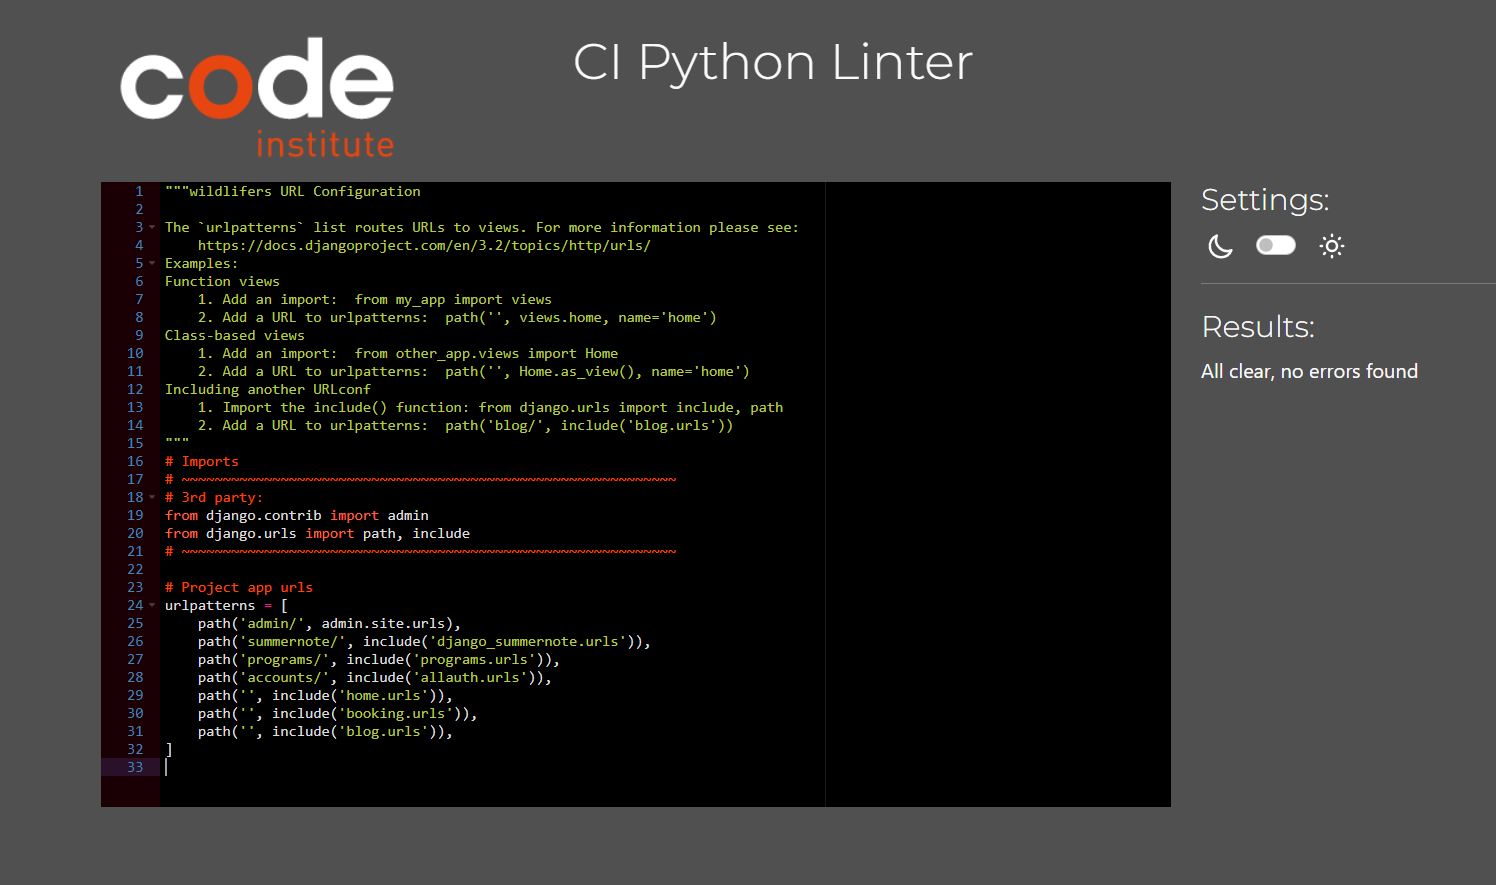 code
institute
CI Python Linter
1 """wildlifers URL Configuration
2
3 The `urlpatterns` list routes URLs to views. For more information please see:
4     https://docs.djangoproject.com/en/3.2/topics/http/urls/
5 Examples:
6 Function views
7     1. Add an import:  from my_app import views
8     2. Add a URL to urlpatterns:  path('', views.home, name='home')
9 Class-based views
10     1. Add an import:  from other_app.views import Home
11     2. Add a URL to urlpatterns:  path('', Home.as_view(), name='home')
12 Including another URLconf
13     1. Import the include() function: from django.urls import include, path
14     2. Add a URL to urlpatterns:  path('blog/', include('blog.urls'))
15 """
16 # Imports
17 # ~~~~~~~~~~~~~~~~~~~~~~~~~~~~~~~~~~~~~~~~~~~~~~~~~~~~~~~~~~~~
18 # 3rd party:
19 from django.contrib import admin
20 from django.urls import path, include
21 # ~~~~~~~~~~~~~~~~~~~~~~~~~~~~~~~~~~~~~~~~~~~~~~~~~~~~~~~~~~~~
22
23 # Project app urls
24 urlpatterns = [
25     path('admin/', admin.site.urls),
26     path('summernote/', include('django_summernote.urls')),
27     path('programs/', include('programs.urls')),
28     path('accounts/', include('allauth.urls')),
29     path('', include('home.urls')),
30     path('', include('booking.urls')),
31     path('', include('blog.urls')),
32 ]
33
Settings:
Results:
All clear, no errors found